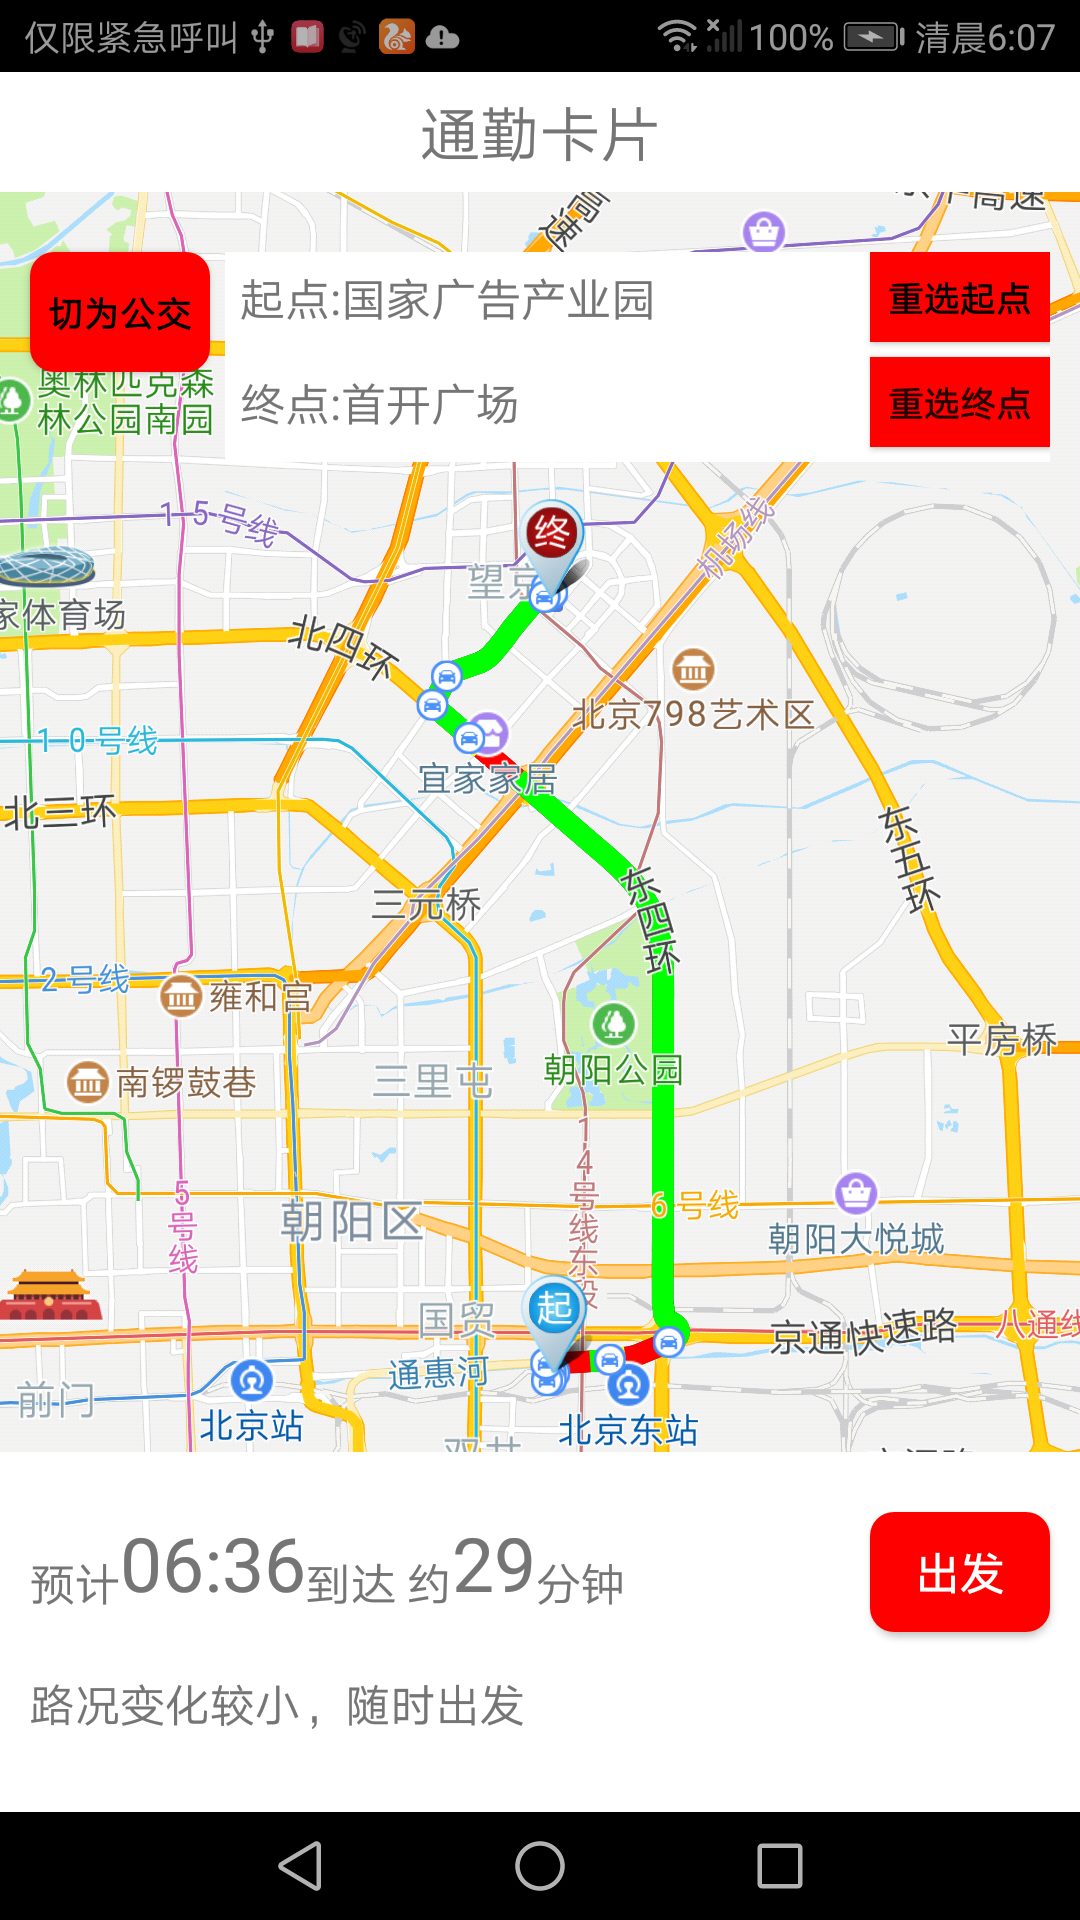 仅限紧急呼叫 100% 清晨6:07
通勤卡片
高速
高速
切为公交
起点:国家广告产业园
重选起点
奥林匹克森
林公园南园
终点:首开广场
重选终点
15号线
机场线
终
望京
家体育场
北四环
北京798艺术区
10号线
宜家家居
北三环
东五环
三元桥
东四环
2号线
雍和宫
朝阳公园
平房桥
南锣鼓巷
三里屯
14号线东段
5号线
6号线
朝阳区
朝阳大悦城
起
国贸
京通快速路
八通线
通惠河
前门
北京站
北京东站
预计06:36到达 约29分钟
出发
路况变化较小，随时出发